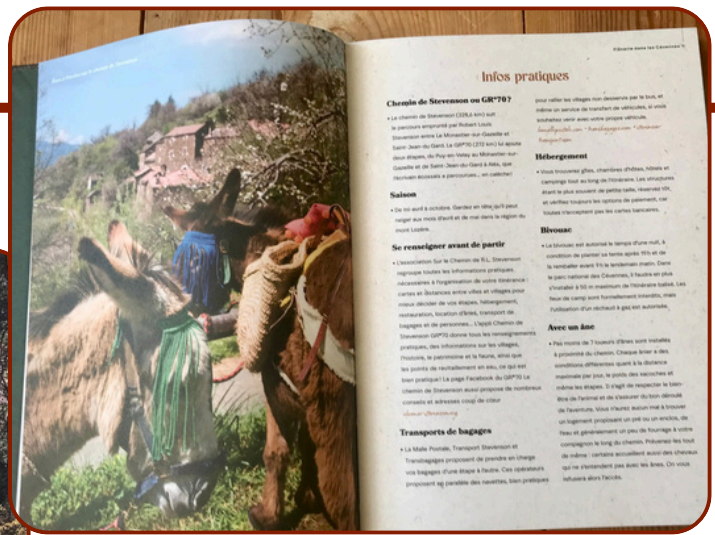 Flânerie dans les Cévennes
Infos pratiques
Chemin de Stevenson ou GR®70 ?
• Le chemin de Stevenson (328,6 km) suit
le parcours emprunté par Robert Louis
Stevenson entre Le Monastier-sur-Gazeille et
Saint-Jean-du-Gard. Le GR®70 (272 km) lui ajoute
deux étapes, du Puy-en-Velay au Monastier-sur-
Gazeille et de Saint-Jean-du-Gard à Alès, que
l'écrivain écossais a parcourues... en calèche!
Saison
• De mi-avril à octobre. Gardez en tête qu'il peut
neiger aux mois d'avril et de mai dans la région du
mont Lozère.
Se renseigner avant de partir
• L'association Sur le Chemin de R.L. Stevenson
regroupe toutes les informations pratiques
nécessaires à l'organisation de votre itinérance :
cartes et distances entre villes et villages pour
mieux décider de vos étapes, hébergement,
restauration, location d'ânes, transport de
bagages et de personnes... L'appli Chemin de
Stevenson GR®70 donne tous les renseignements
pratiques, des informations sur les villages,
l'histoire, le patrimoine et la faune, ainsi que
les points de ravitaillement en eau, ce qui est
bien pratique! La page Facebook du GR®70 Le
chemin de Stevenson aussi propose de nombreux
conseils et adresses coup de cœur
chemin-stevenson.org
Transports de bagages
• La Malle Postale, Transport Stevenson et
Transbagages proposent de prendre en charge
vos bagages d'une étape à l'autre. Ces opérateurs
proposent en parallèle des navettes, bien pratiques
pour rallier les villages non desservis par le bus, et
même un service de transfert de véhicules, si vous
souhaitez venir avec votre propre véhicule.
Hébergement
• Vous trouverez gîtes, chambres d'hôtes, hôtels et
campings tout au long de l'itinéraire. Les structures
étant le plus souvent de petite taille, réservez tôt,
et vérifiez toujours les options de paiement, car
toutes n'acceptent pas les cartes bancaires.
Bivouac
• Le bivouac est autorisé le temps d'une nuit, à
condition de planter sa tente après 19 h et de
la remballer avant 9 h le lendemain matin. Dans
le parc national des Cévennes, il faudra en plus
s'installer à 50 m maximum de l'itinéraire balisé. Les
feux de camp sont formellement interdits, mais
l'utilisation d'un réchaud à gaz est autorisée.
Avec un âne
• Pas moins de 7 loueurs d'ânes sont installés
à proximité du chemin. Chaque ânier a des
conditions différentes quant à la distance
maximale par jour, le poids des sacoches et
même les étapes. Il s'agit de respecter le bien-
être de l'animal et de s'assurer du bon déroulé
de l'aventure. Vous n'aurez aucun mal à trouver
un logement proposant un pré ou un enclos, de
l'eau et généralement un peu de fourrage à votre
compagnon le long du chemin. Prévenez-les tout
de même : certains accueillent aussi des chevaux
qui ne s'entendent pas avec les ânes. On vous
refusera alors l'accès.